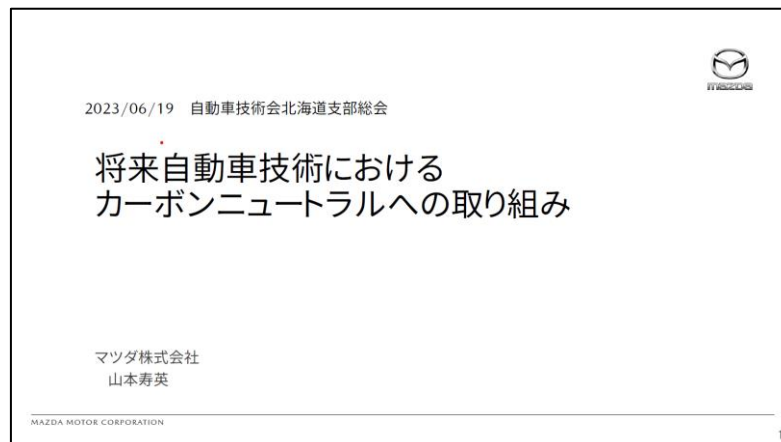 mazda
2023/06/19 自動車技術会北海道支部総会
将来自動車技術における
カーボンニュートラルへの取り組み
マツダ株式会社
山本寿英
MAZDA MOTOR CORPORATION
1